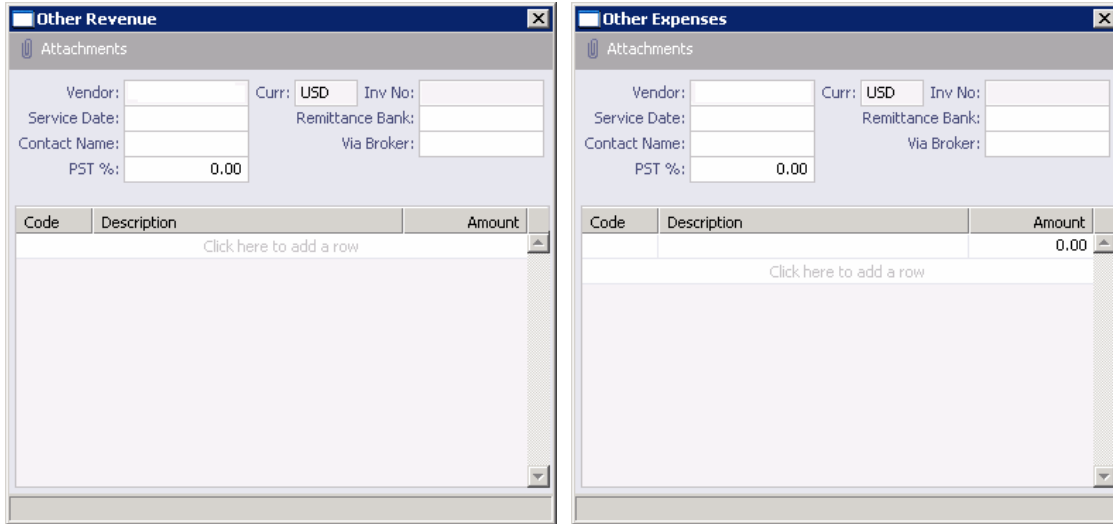 Other Revenue
Attachments
Vendor: Curr: USD Inv No:
Service Date: Remittance Bank:
Contact Name: Via Broker:
PST %: 0.00
Code Description Amount
Click here to add a row
Other Expenses
Attachments
Vendor: Curr: USD Inv No:
Service Date: Remittance Bank:
Contact Name: Via Broker:
PST %: 0.00
Code Description Amount
0.00
Click here to add a row